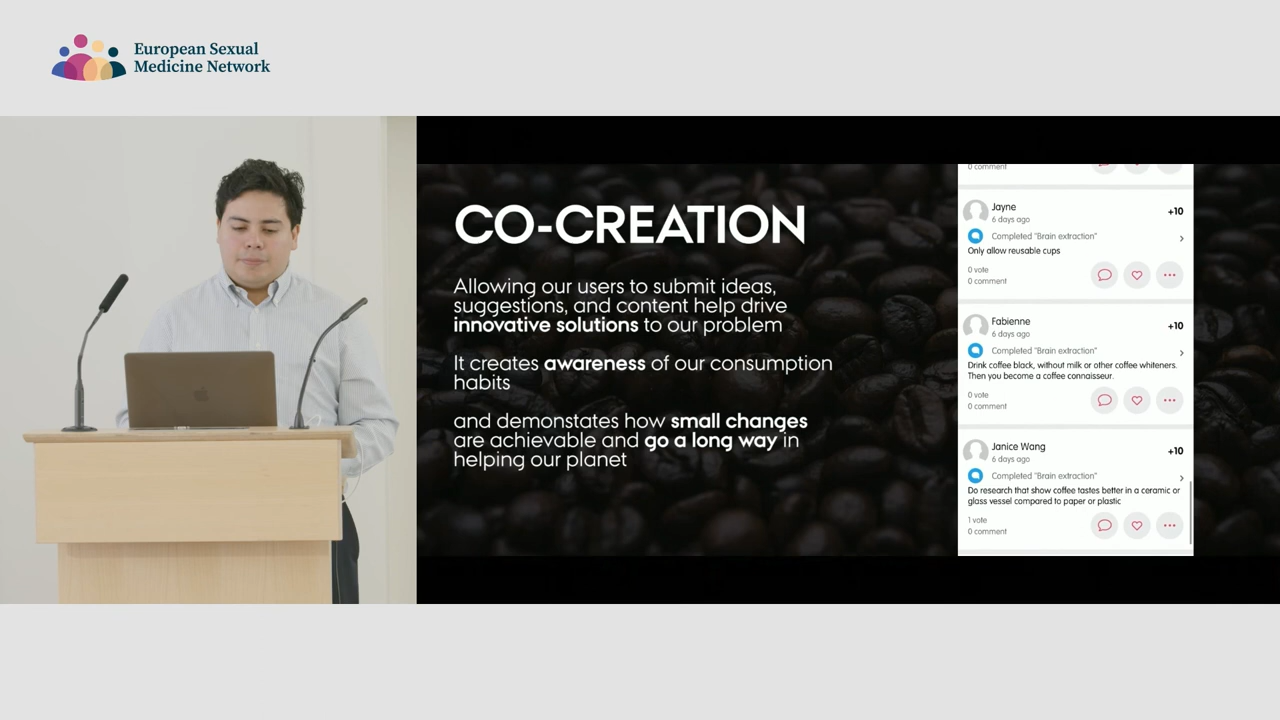 European Sexual
Medicine Network
CO-CREATION
Allowing our users to submit ideas,
suggestions, and content help drive
innovative solutions to our problem
It creates awareness of our consumption
habits
and demonstates how small changes
are achievable and go a long way in
helping our planet
0 comment
Jayne
+10
6 days ago
Completed "Brain extraction"
Only allow reusable cups
0 vote
0 comment
Fabienne
+10
6 days ago
Completed "Brain extraction"
Drink coffee black, without milk or other coffee whiteners.
Then you become a coffee connaisseur.
0 vote
0 comment
Janice Wang
+10
6 days ago
Completed "Brain extraction"
Do research that show coffee tastes better in a ceramic or
glass vessel compared to paper or plastic
1 vote
0 comment